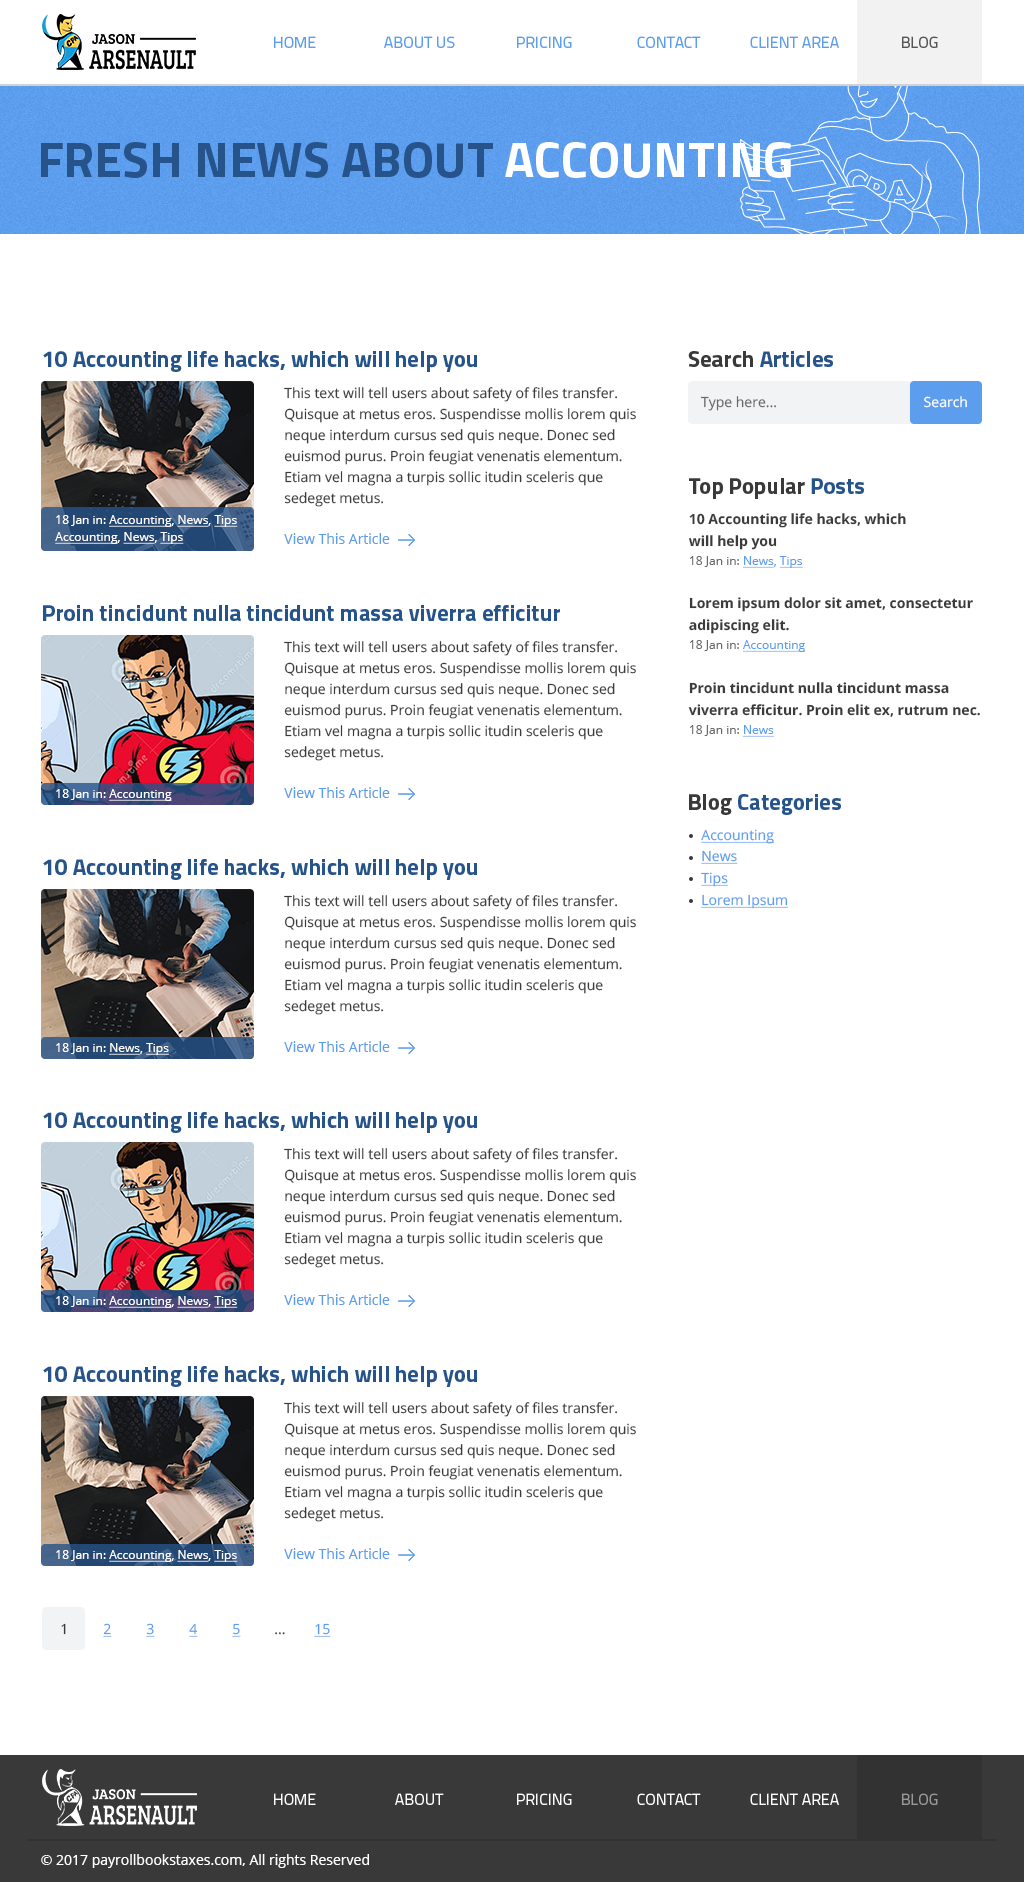 JASON
ARSENAULT
CPA
HOME
ABOUT US
PRICING
CONTACT
CLIENT AREA
BLOG
FRESH NEWS ABOUT ACCOUNTING
CPA
10 Accounting life hacks, which will help you
This text will tell users about safety of files transfer.
Quisque at metus eros. Suspendisse mollis lorem quis
neque interdum cursus sed quis neque. Donec sed
euismod purus. Proin feugiat venenatis elementum.
Etiam vel magna a turpis sollic itudin sceleris que
sedeget metus.
18 Jan in: Accounting, News, Tips
Accounting, News, Tips
View This Article
Proin tincidunt nulla tincidunt massa viverra efficitur
This text will tell users about safety of files transfer.
Quisque at metus eros. Suspendisse mollis lorem quis
neque interdum cursus sed quis neque. Donec sed
euismod purus. Proin feugiat venenatis elementum.
Etiam vel magna a turpis sollic itudin sceleris que
sedeget metus.
18 Jan in: Accounting
View This Article
10 Accounting life hacks, which will help you
This text will tell users about safety of files transfer.
Quisque at metus eros. Suspendisse mollis lorem quis
neque interdum cursus sed quis neque. Donec sed
euismod purus. Proin feugiat venenatis elementum.
Etiam vel magna a turpis sollic itudin sceleris que
sedeget metus.
18 Jan in: News, Tips
View This Article
10 Accounting life hacks, which will help you
This text will tell users about safety of files transfer.
Quisque at metus eros. Suspendisse mollis lorem quis
neque interdum cursus sed quis neque. Donec sed
euismod purus. Proin feugiat venenatis elementum.
Etiam vel magna a turpis sollic itudin sceleris que
sedeget metus.
18 Jan in: Accounting, News, Tips
View This Article
10 Accounting life hacks, which will help you
This text will tell users about safety of files transfer.
Quisque at metus eros. Suspendisse mollis lorem quis
neque interdum cursus sed quis neque. Donec sed
euismod purus. Proin feugiat venenatis elementum.
Etiam vel magna a turpis sollic itudin sceleris que
sedeget metus.
18 Jan in: Accounting, News, Tips
View This Article
1 2 3 4 5 ... 15
Search Articles
Type here...
Search
Top Popular Posts
10 Accounting life hacks, which
will help you
18 Jan in: News, Tips
Lorem ipsum dolor sit amet, consectetur
adipiscing elit.
18 Jan in: Accounting
Proin tincidunt nulla tincidunt massa
viverra efficitur. Proin elit ex, rutrum nec.
18 Jan in: News
Blog Categories
• Accounting
• News
• Tips
• Lorem Ipsum
JASON
ARSENAULT
HOME
ABOUT
PRICING
CONTACT
CLIENT AREA
BLOG
© 2017 payrollbookstaxes.com, All rights Reserved